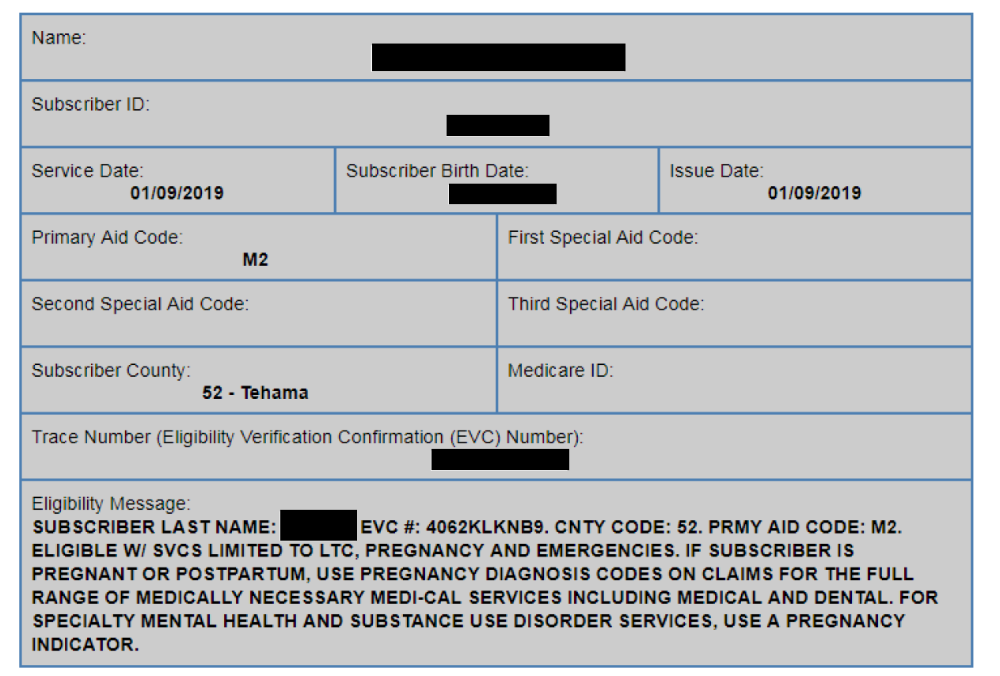 Name:
Subscriber ID:
Service Date:
01/09/2019
Subscriber Birth Date:
Issue Date:
01/09/2019
Primary Aid Code:
M2
First Special Aid Code:
Second Special Aid Code:
Third Special Aid Code:
Subscriber County:
52 - Tehama
Medicare ID:
Trace Number (Eligibility Verification Confirmation (EVC) Number):
Eligibility Message:
SUBSCRIBER LAST NAME: EVC #: 4062KLKNB9. CNTY CODE: 52. PRMY AID CODE: M2.
ELIGIBLE W/ SVCS LIMITED TO LTC, PREGNANCY AND EMERGENCIES. IF SUBSCRIBER IS
PREGNANT OR POSTPARTUM, USE PREGNANCY DIAGNOSIS CODES ON CLAIMS FOR THE FULL
RANGE OF MEDICALLY NECESSARY MEDI-CAL SERVICES INCLUDING MEDICAL AND DENTAL. FOR
SPECIALTY MENTAL HEALTH AND SUBSTANCE USE DISORDER SERVICES, USE A PREGNANCY
INDICATOR.